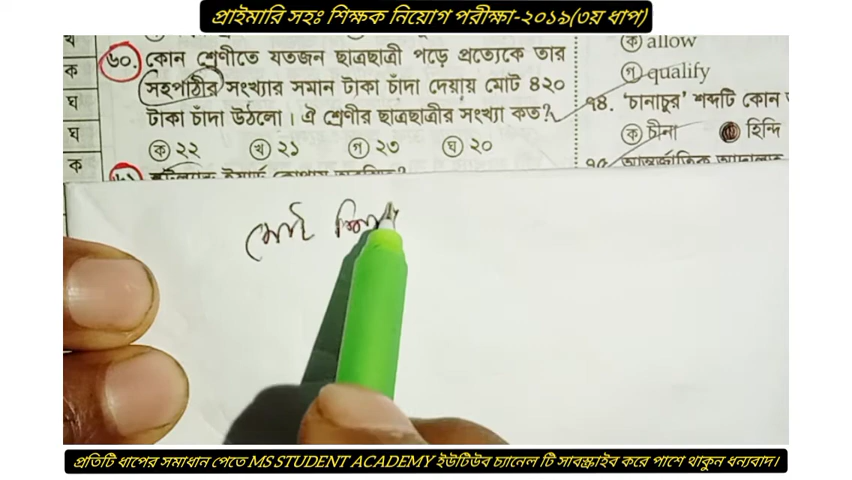 প্রাইমারি সহঃ শিক্ষক নিয়োগ পরীক্ষা-২০১৯(৩য় ধাপ)
খ
ক
ঘ
ঘ
ক
৬০. কোন শ্রেণীতে যতজন ছাত্রছাত্রী পড়ে প্রত্যেকে তার
সহপাঠীর সংখ্যার সমান টাকা চাঁদা দেয়ায় মোট ৪২০
টাকা চাঁদা উঠলো। ঐ শ্রেণীর ছাত্রছাত্রীর সংখ্যা কত?
ক ২২ খ ২১ গ ২৩ ঘ ২০
ক allow
গ qualify
৭৪. 'চানাচুর' শব্দটি কোন
ক চীনা হিন্দি
মোট
প্রতিটি ধাপের সমাধান পেতে MS STUDENT ACADEMY ইউটিউব চ্যানেল টি সাবস্ক্রাইব করে পাশে থাকুন ধন্যবাদ।